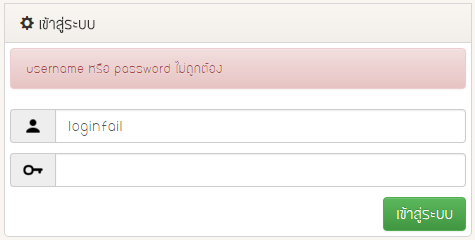 เข้าสู่ระบบ
username หรือ password ไม่ถูกต้อง
loginfail
เข้าสู่ระบบ